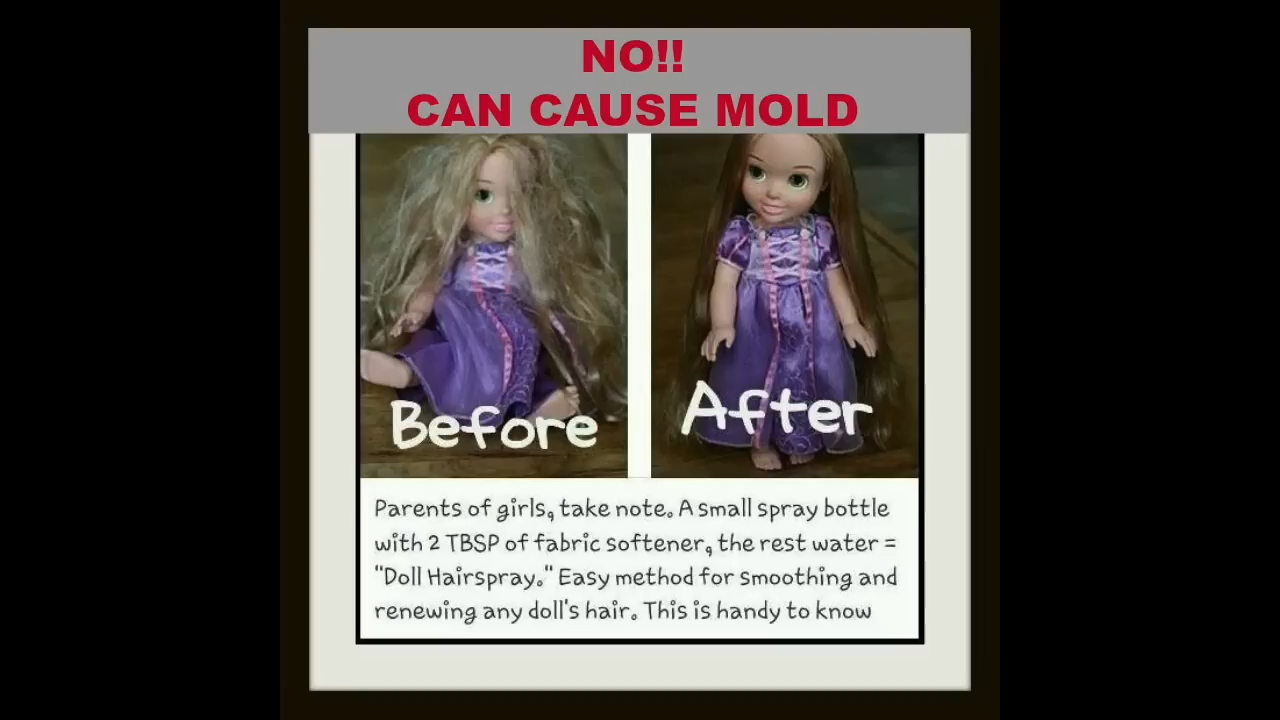 NO!!
CAN CAUSE MOLD
Before
After
Parents of girls, take note. A small spray bottle
with 2 TBSP of fabric softener, the rest water =
"Doll Hairspray." Easy method for smoothing and
renewing any doll's hair. This is handy to know